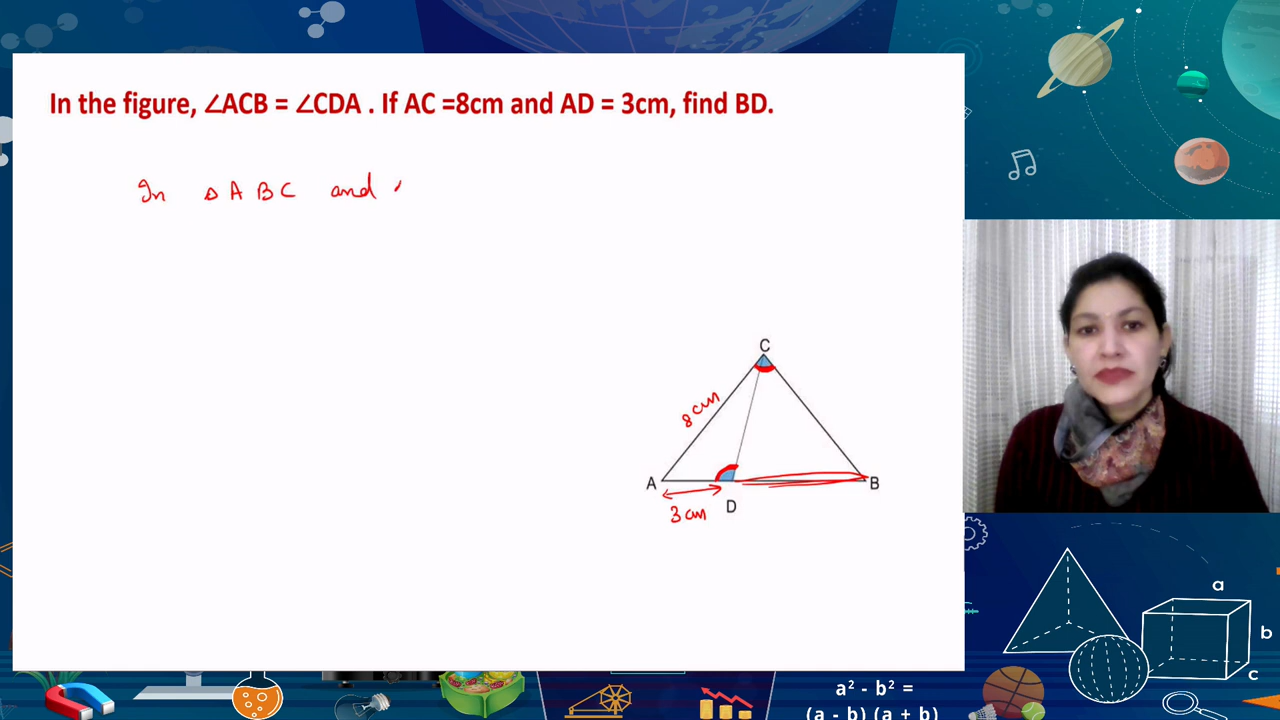 In the figure, ∠ACB = ∠CDA . If AC =8cm and AD = 3cm, find BD.
In △ A B C and
C
8 cm
A
B
3 cm
D
a
b
c
a² - b² =
(a - b) (a + b)